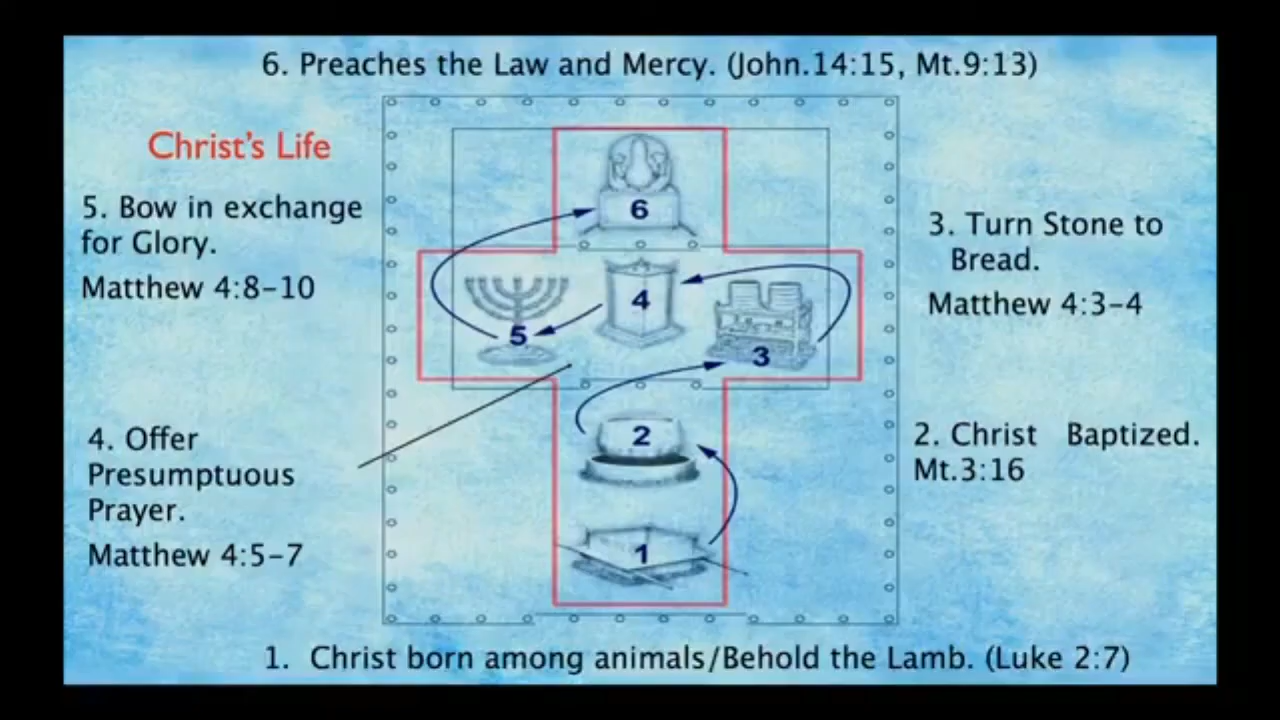 6. Preaches the Law and Mercy. (John.14:15, Mt.9:13)
Christ's Life
5. Bow in exchange
for Glory.
Matthew 4:8-10
3. Turn Stone to
Bread.
Matthew 4:3-4
6
4
5
3
2
1
4. Offer
Presumptuous
Prayer.
Matthew 4:5-7
2. Christ Baptized.
Mt.3:16
1. Christ born among animals/Behold the Lamb. (Luke 2:7)